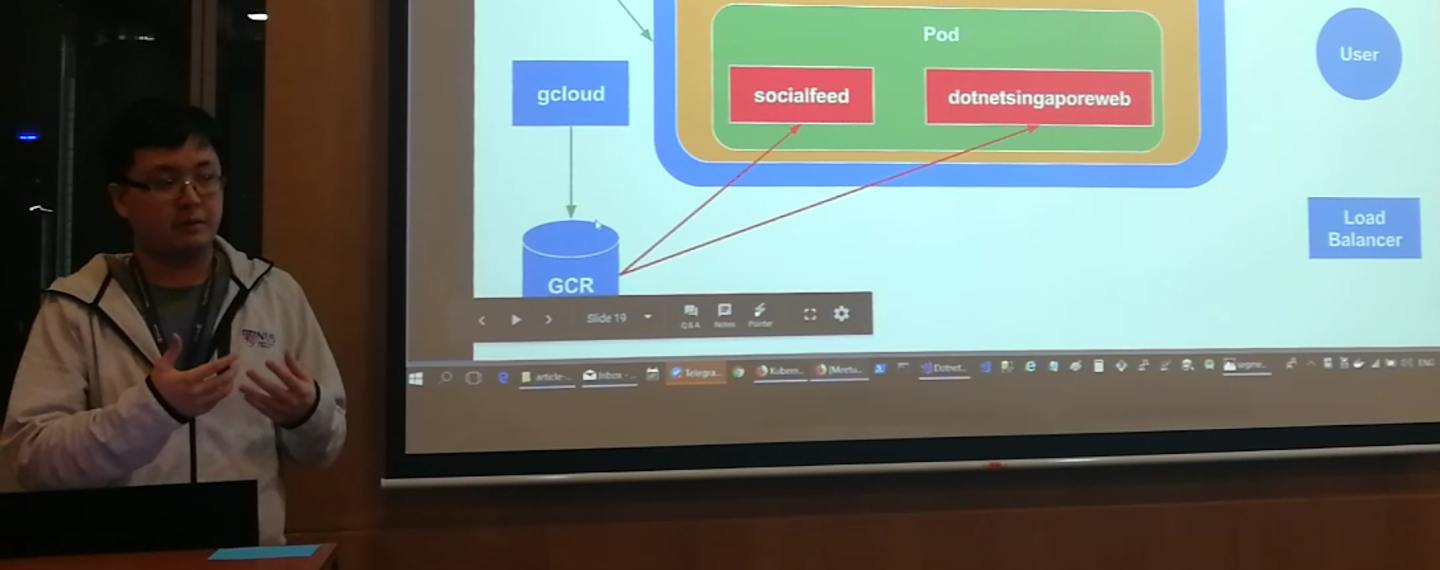 Pod
User
gcloud
socialfeed
dotnetsingaporeweb
Load
Balancer
GCR
Slide 19
Q&A
Notes
Pointer
article-...
Inbox - ...
Telegra...
Kubern...
[Meetu...
Dotnet...
ENG
NUS